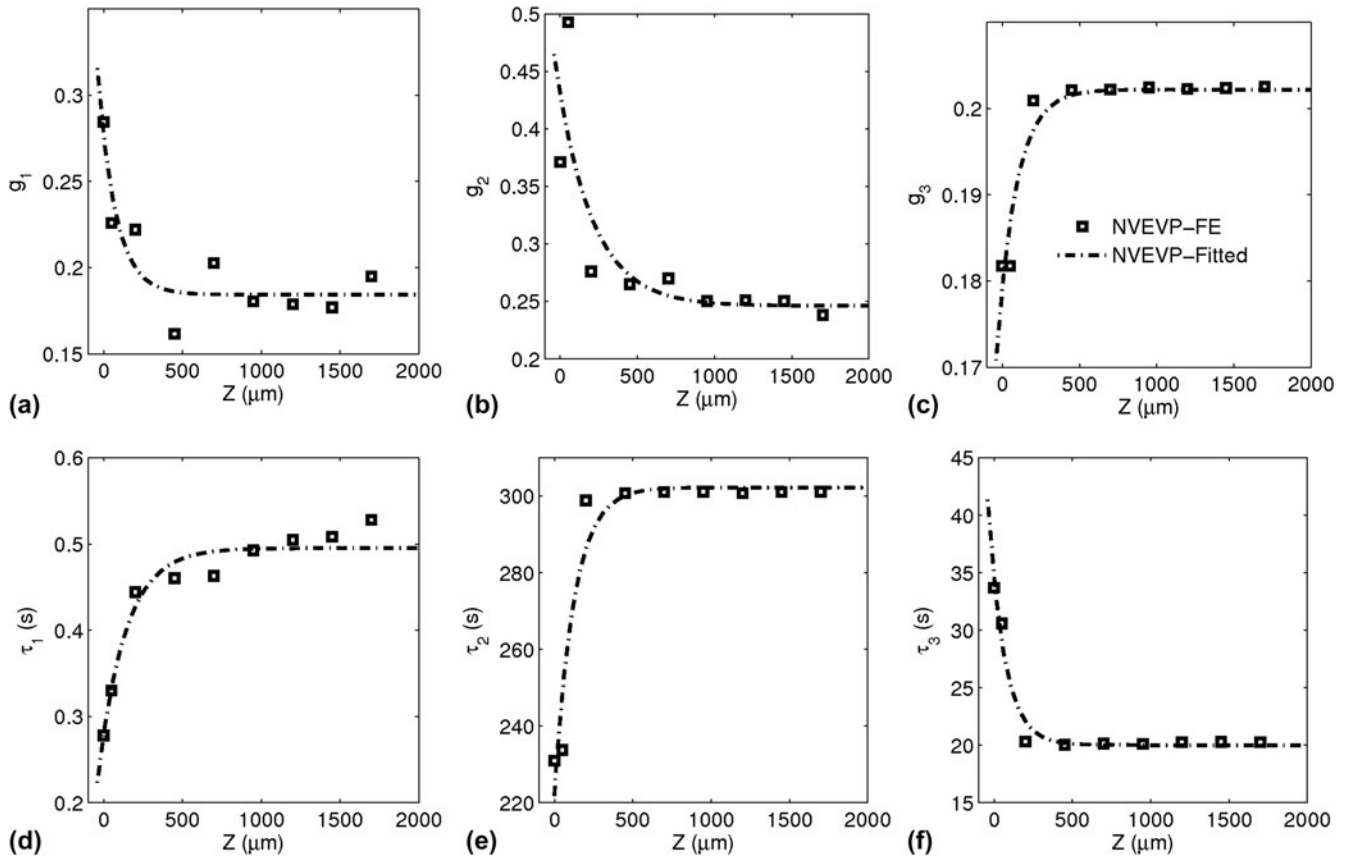 0.3
0.25
0.2
0.15
g1
0 500 1000 1500 2000
Z (μm)
(a)
0.5
0.45
0.4
0.35
0.3
0.25
0.2
g2
0 500 1000 1500 2000
Z (μm)
(b)
0.2
0.19
0.18
0.17
g3
NVEVP-FE
NVEVP-Fitted
0 500 1000 1500 2000
Z (μm)
(c)
0.6
0.5
0.4
0.3
0.2
τ1 (s)
0 500 1000 1500 2000
Z (μm)
(d)
300
280
260
240
220
τ2 (s)
0 500 1000 1500 2000
Z (μm)
(e)
45
40
35
30
25
20
15
τ3 (s)
0 500 1000 1500 2000
Z (μm)
(f)